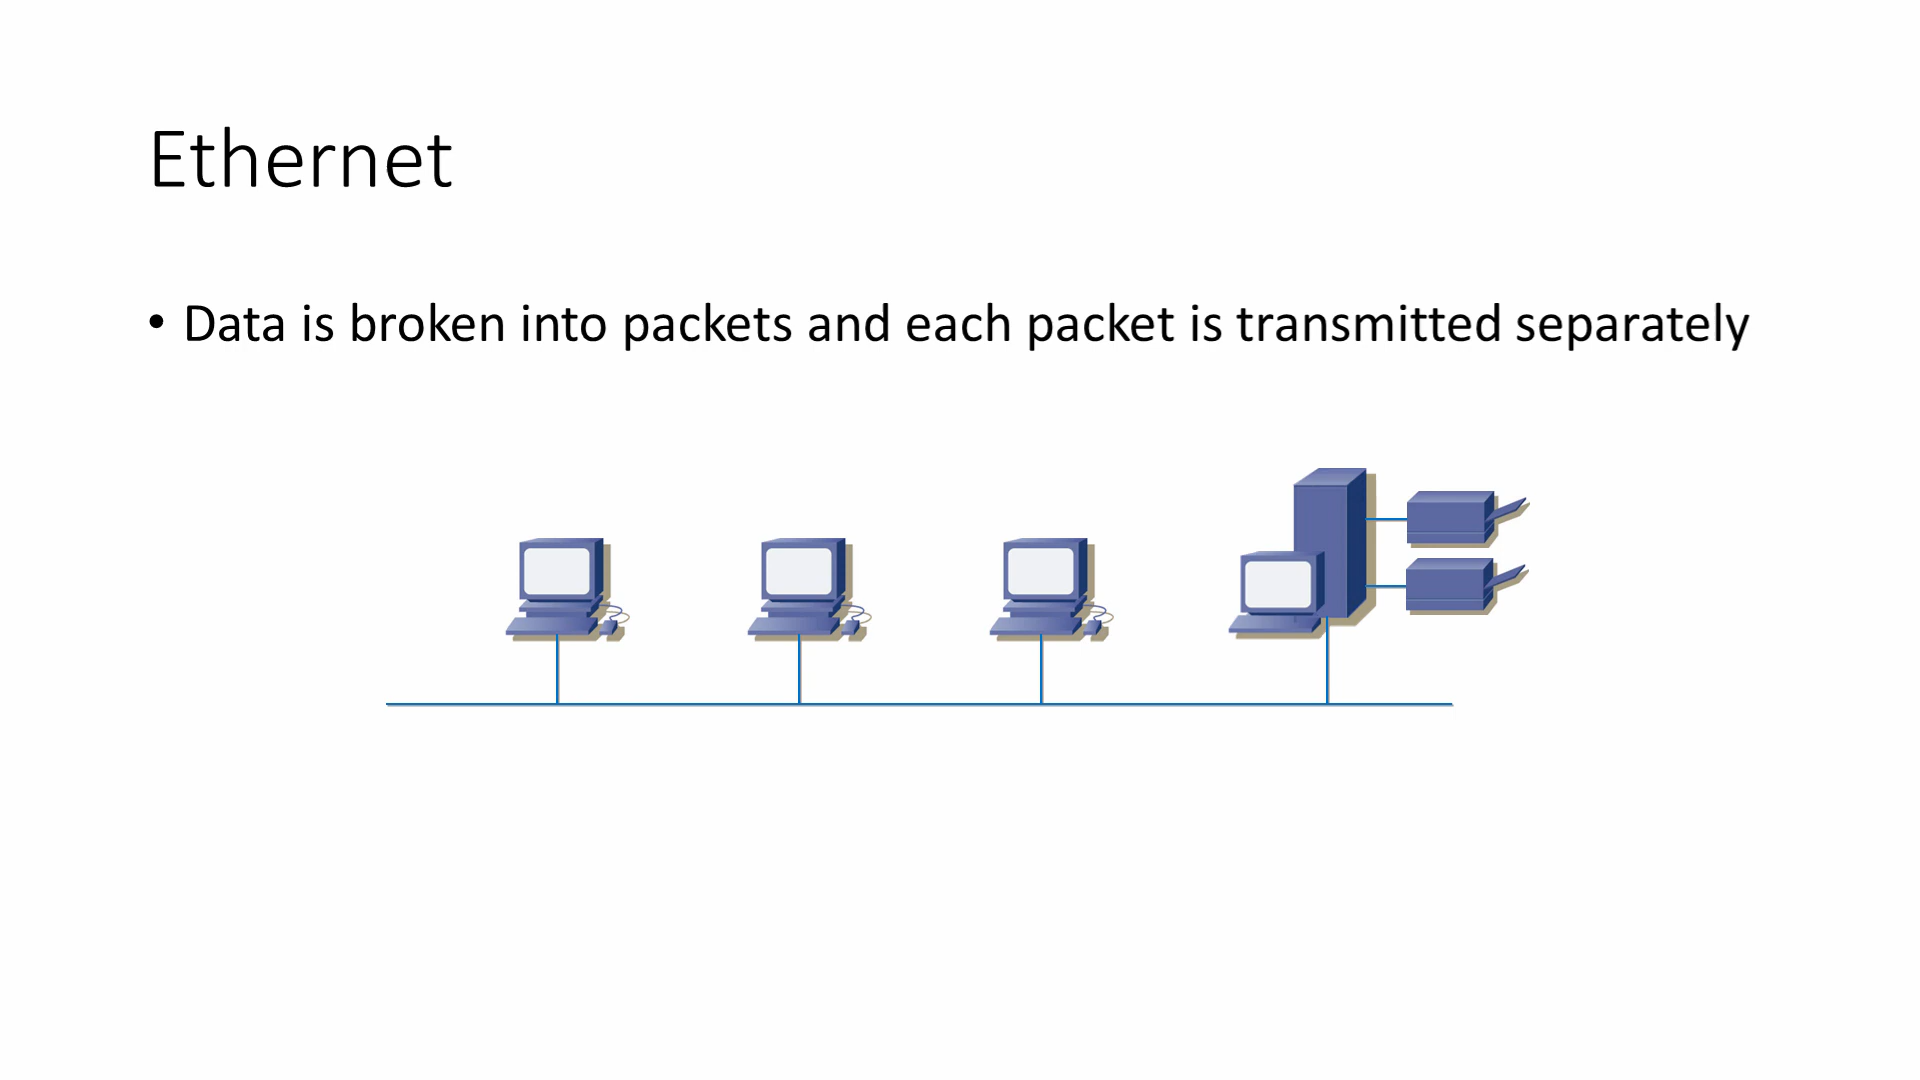 Ethernet
• Data is broken into packets and each packet is transmitted separately